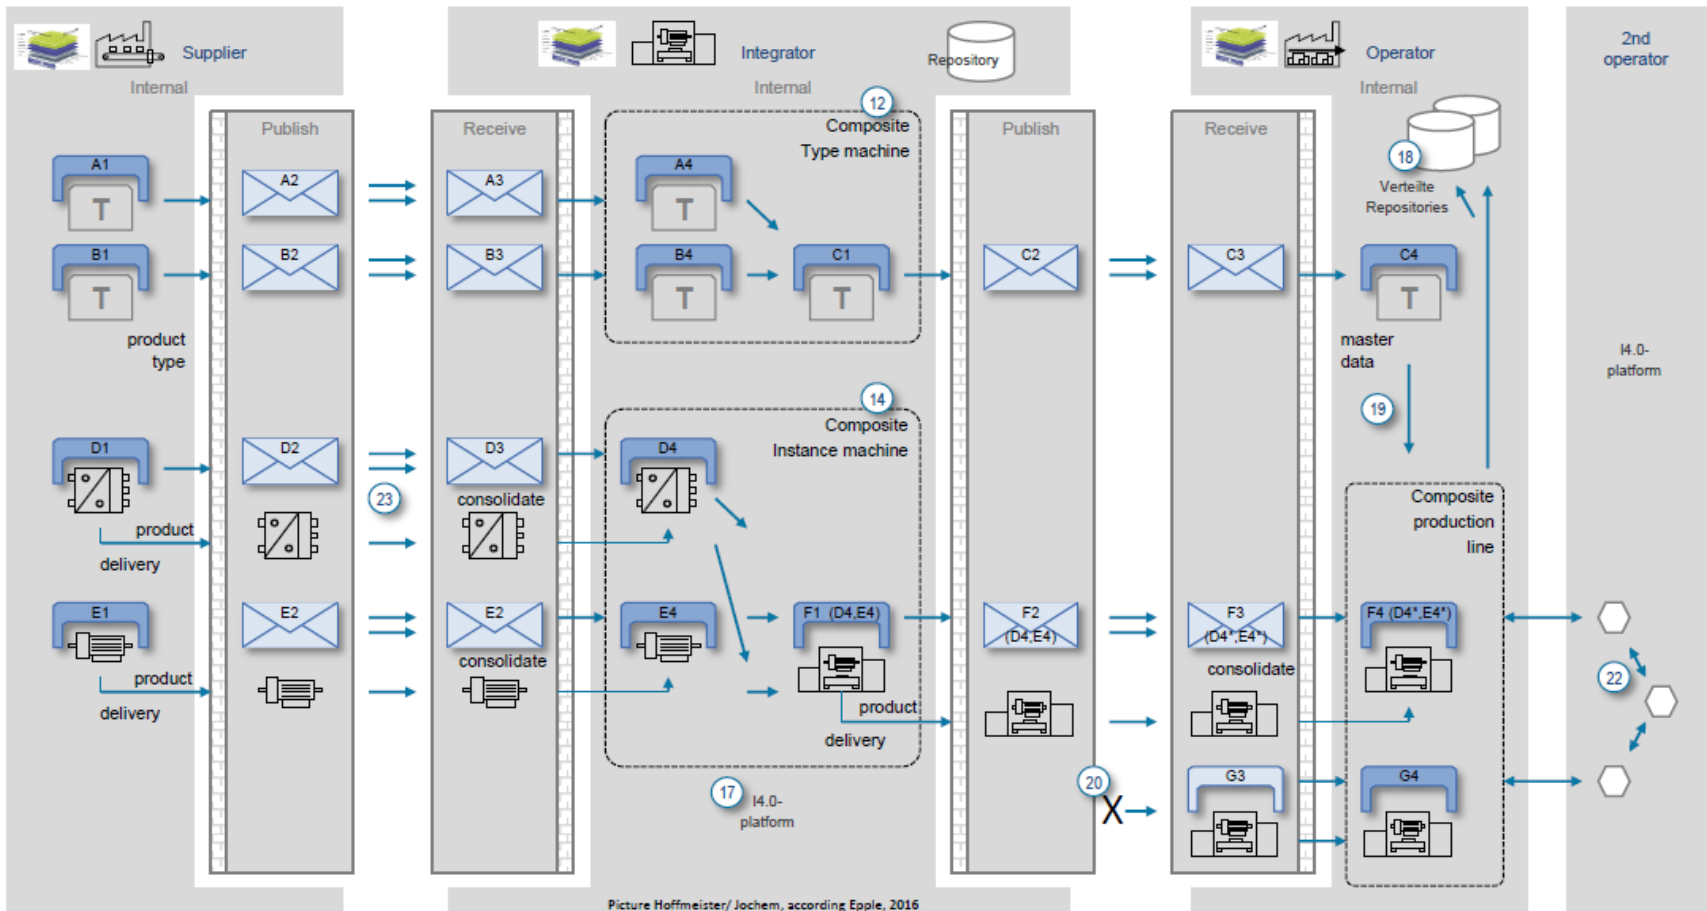 Supplier
Internal
Integrator
Internal
Repository
Operator
Internal
2nd
operator
Publish
Receive
12
Composite
Type machine
Publish
Receive
18
Verteilte
Repositories
A1
T
A2
A3
A4
T
B1
T
B2
B3
B4
T
C1
T
C2
C3
C4
T
product
type
master
data
I4.0-
platform
19
14
Composite
Instance machine
D1
D2
D3
D4
23
consolidate
product
delivery
Composite
production
line
E1
E2
E2
E4
F1 (D4,E4)
F2
(D4,E4)
F3
(D4*,E4*)
F4 (D4*,E4*)
consolidate
consolidate
product
delivery
product
delivery
22
17
I4.0-
platform
20
X
G3
G4
Picture Hoffmeister/ Jochem, according Epple, 2016